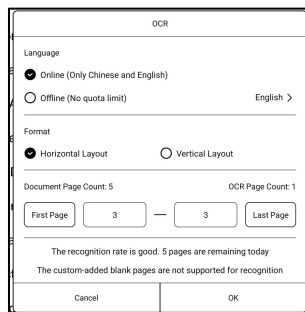 OCR
Language
Online (Only Chinese and English)
Offline (No quota limit)
English >
Format
Horizontal Layout
Vertical Layout
Document Page Count: 5
OCR Page Count: 1
First Page
3
—
3
Last Page
The recognition rate is good. 5 pages are remaining today
The custom-added blank pages are not supported for recognition
Cancel
OK